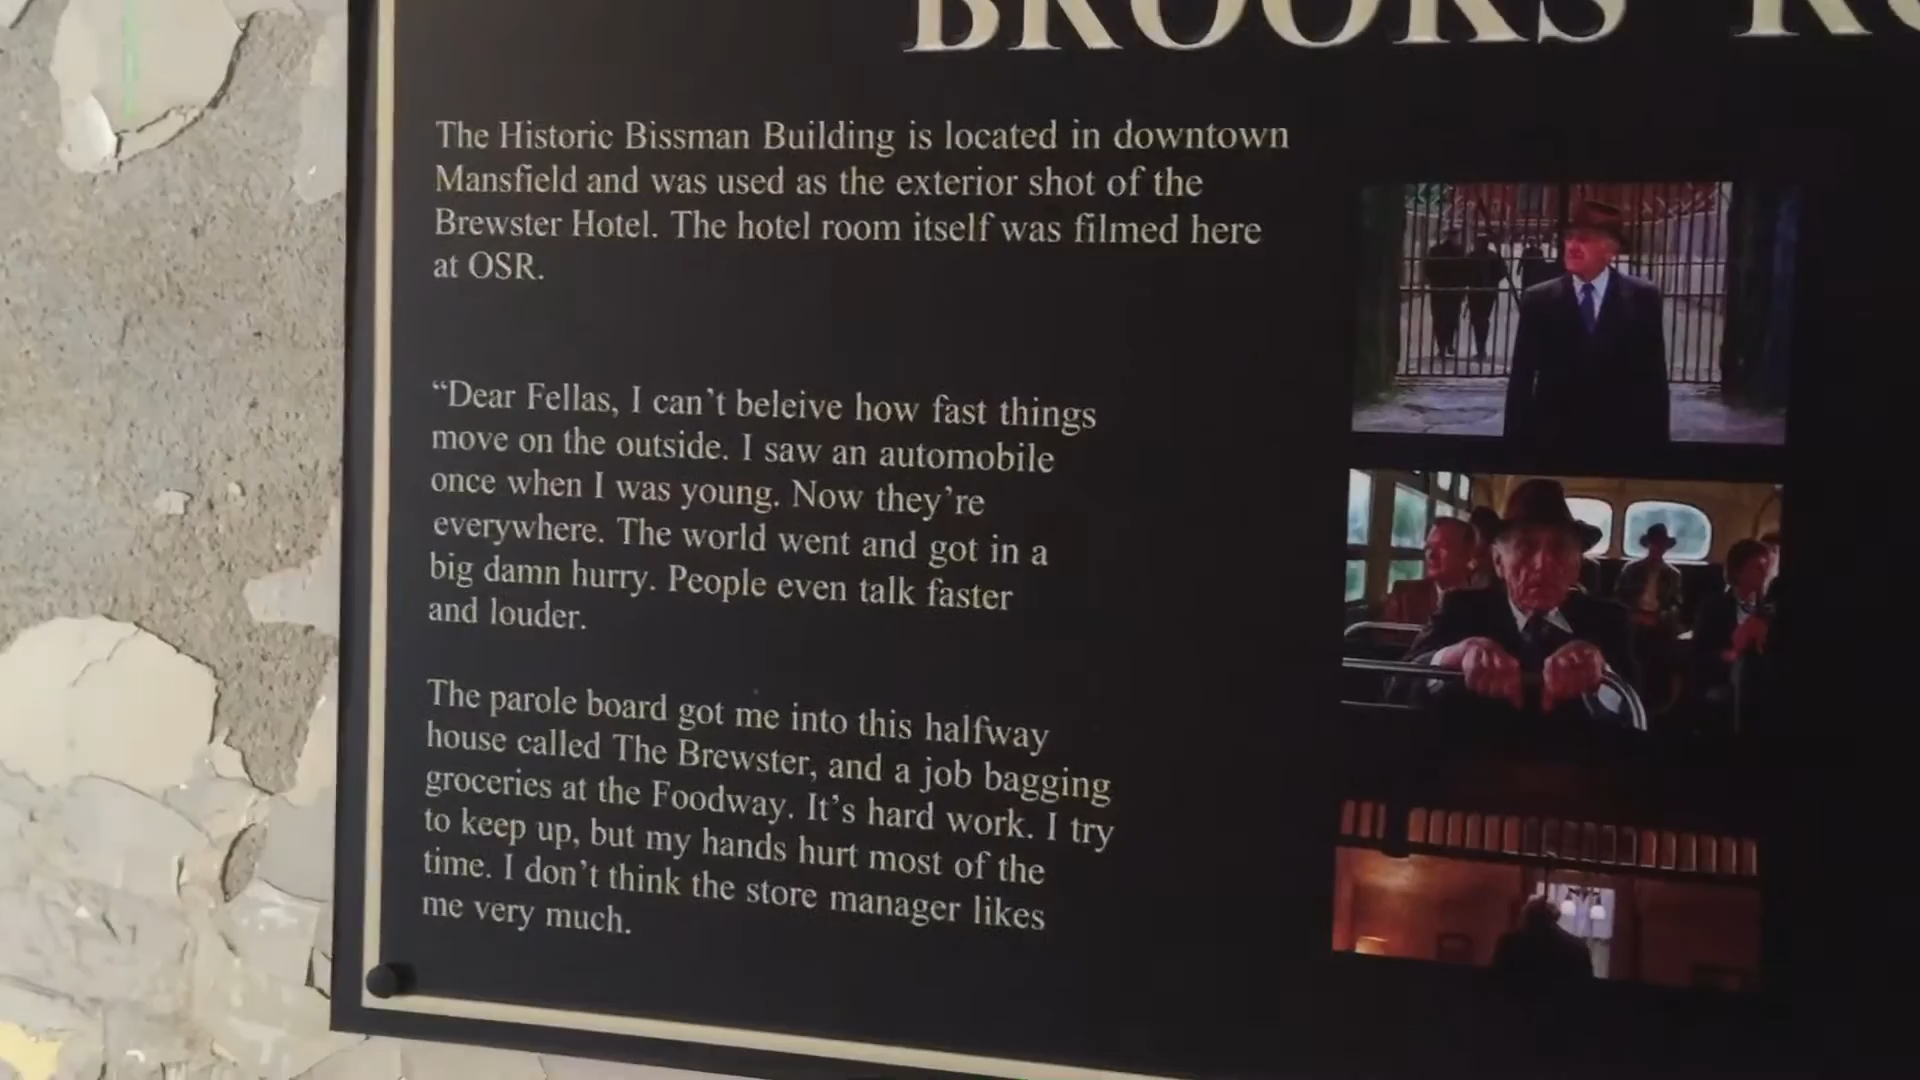 BROOKS' R
The Historic Bissman Building is located in downtown
Mansfield and was used as the exterior shot of the
Brewster Hotel. The hotel room itself was filmed here
at OSR.
“Dear Fellas, I can’t beleive how fast things
move on the outside. I saw an automobile
once when I was young. Now they’re
everywhere. The world went and got in a
big damn hurry. People even talk faster
and louder.
The parole board got me into this halfway
house called The Brewster, and a job bagging
groceries at the Foodway. It’s hard work. I try
to keep up, but my hands hurt most of the
time. I don’t think the store manager likes
me very much.